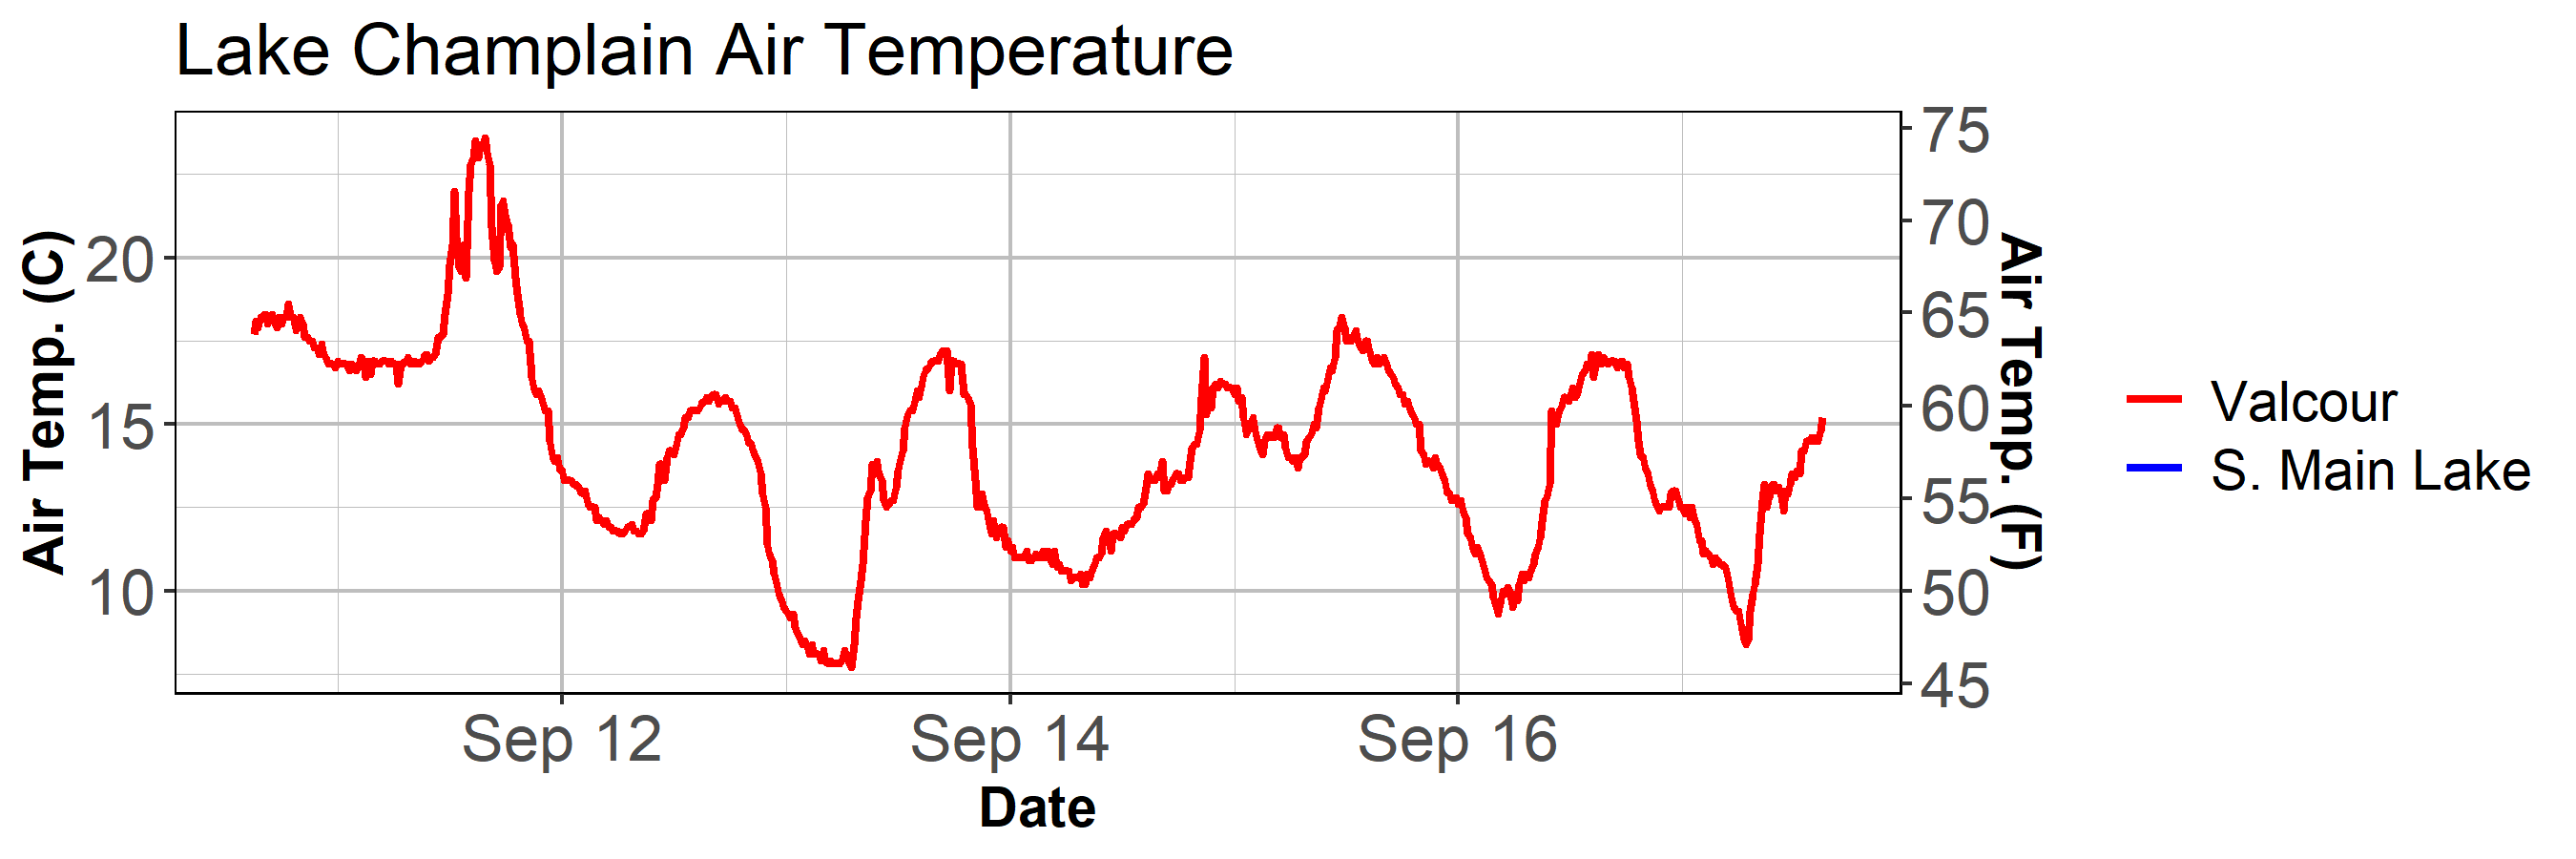 Lake Champlain Air Temperature
Air Temp. (C)
20
15
10
75
70
65
60
55
50
45
Air Temp. (F)
Sep 12
Sep 14
Sep 16
Date
Valcour
S. Main Lake